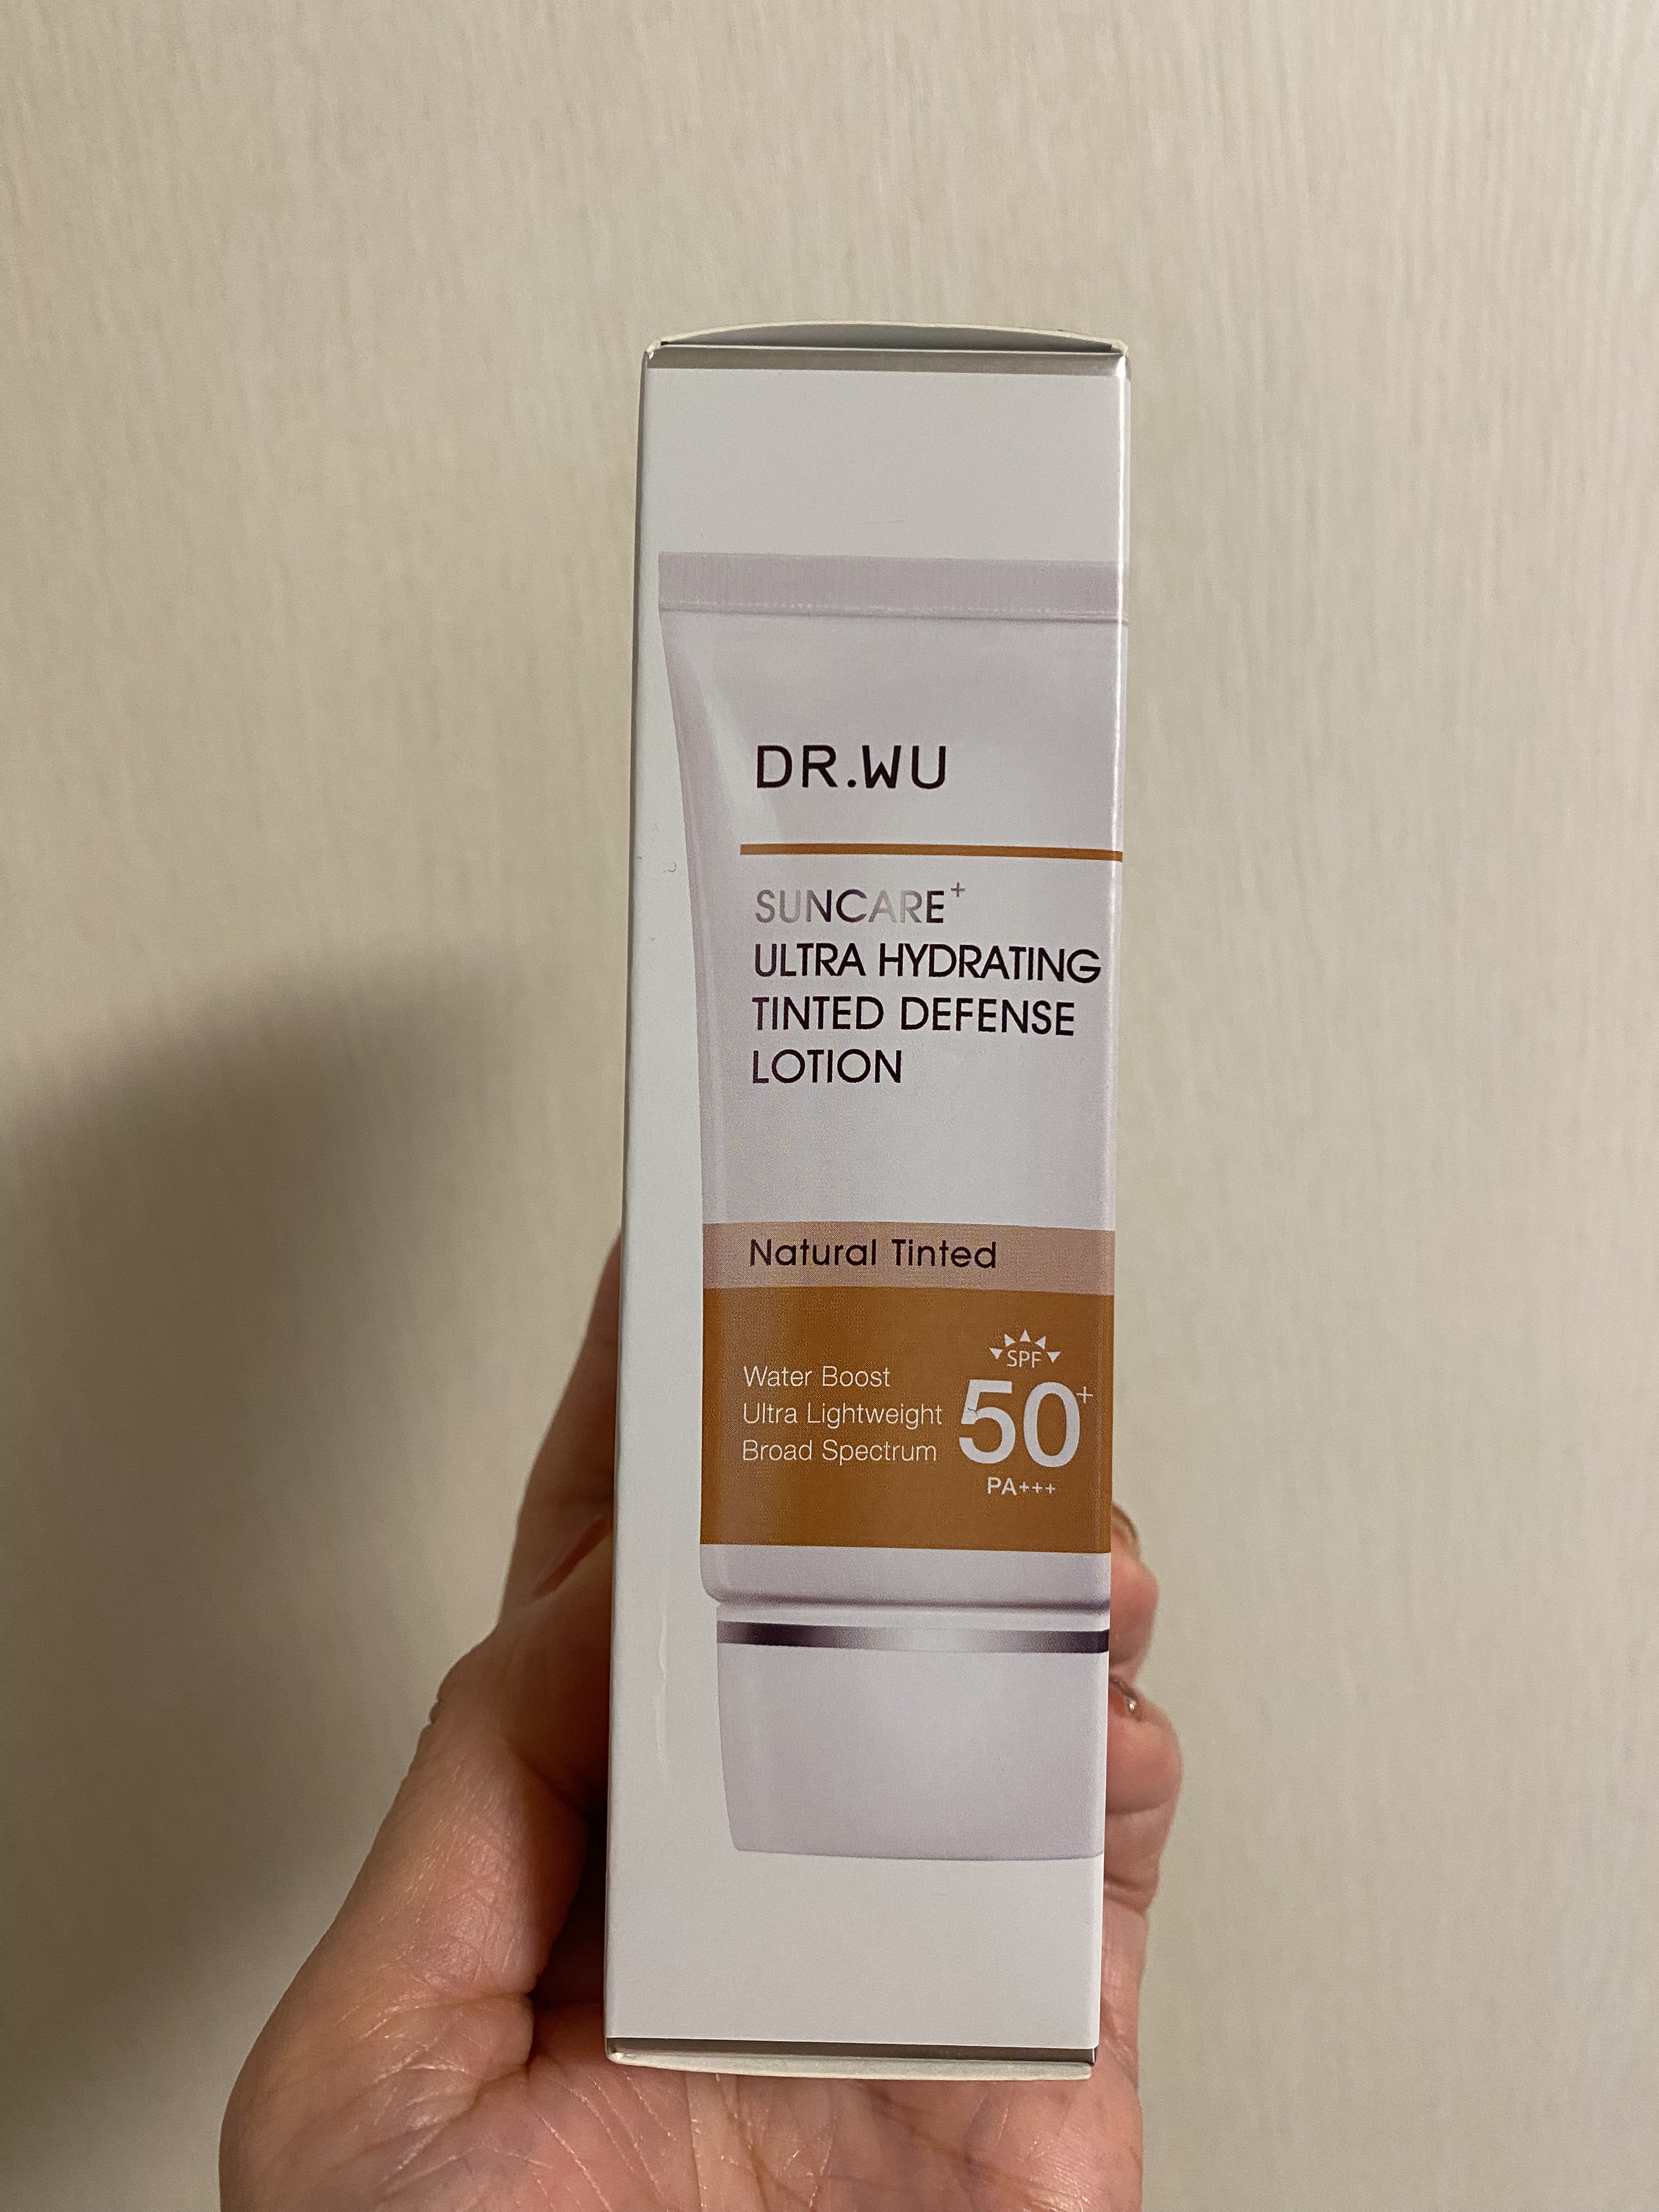 DR.WU
SUNCARE+
ULTRA HYDRATING
TINTED DEFENSE
LOTION
Natural Tinted
Water Boost
Ultra Lightweight
Broad Spectrum
SPF
50+
PA+++